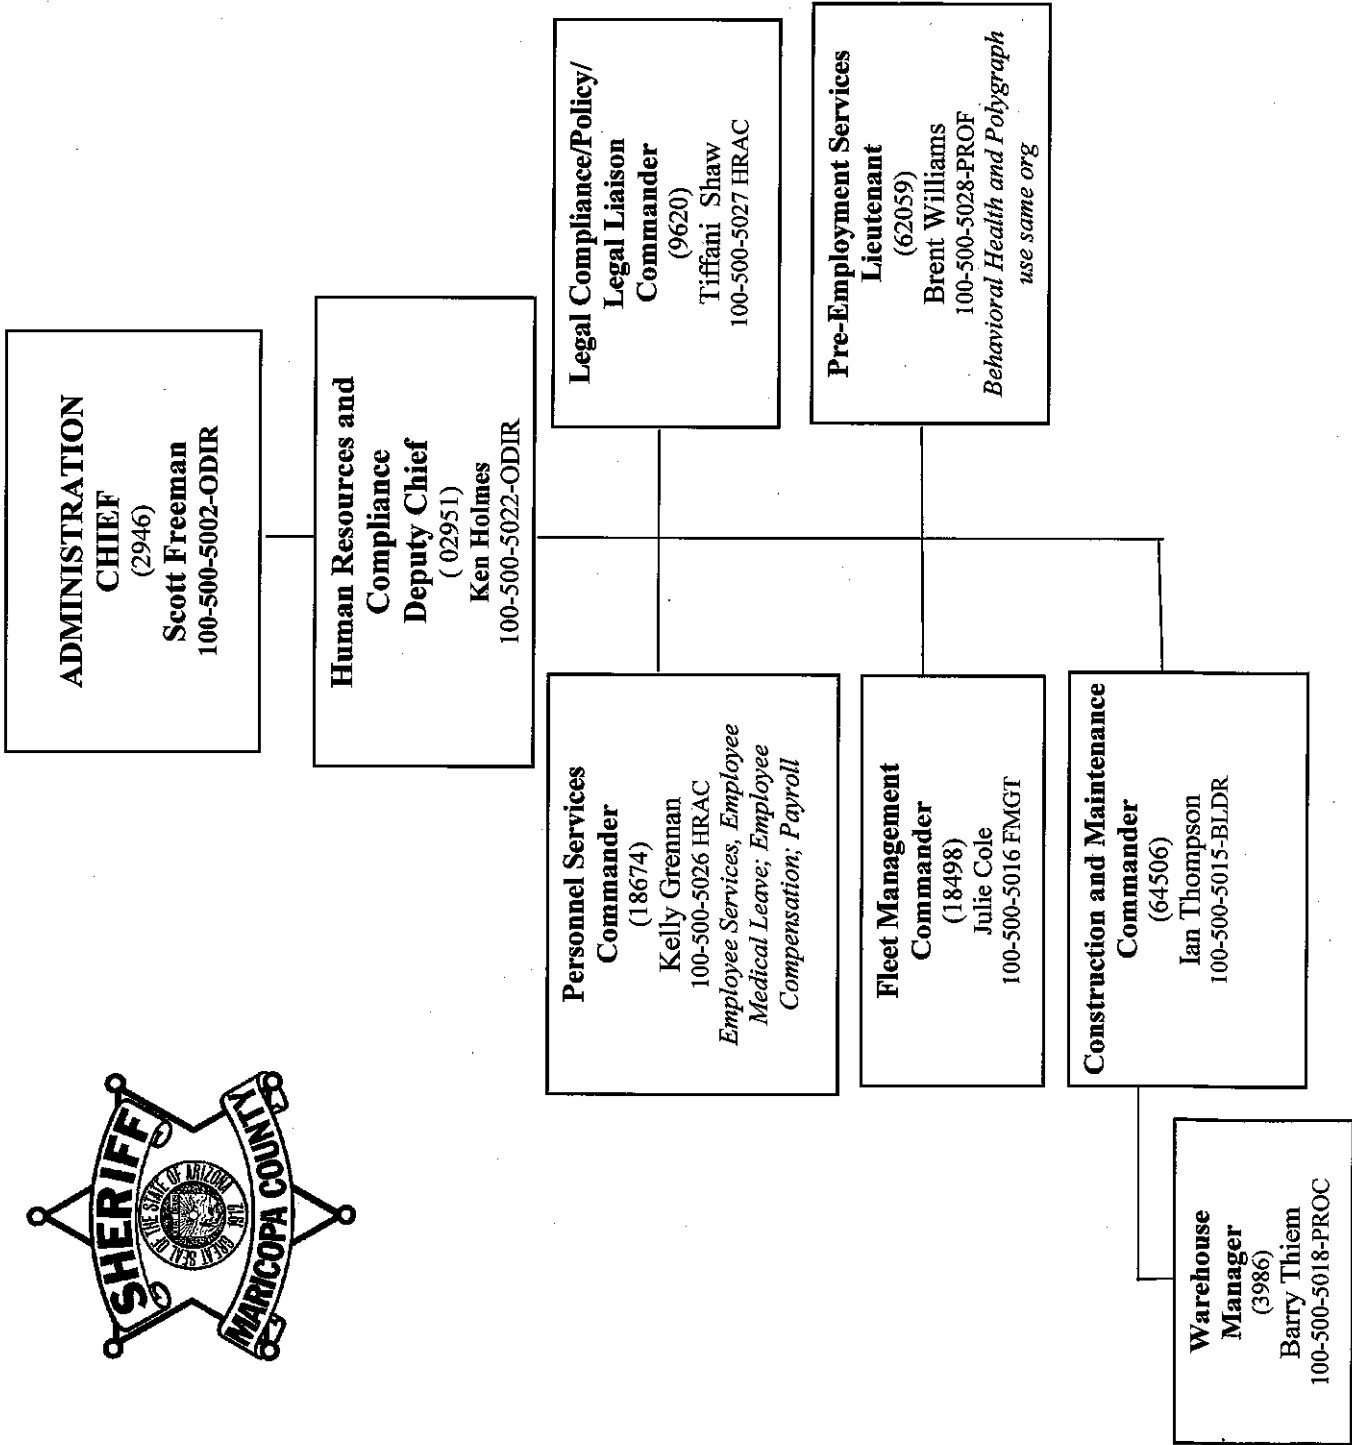 SHERIFF
GREAT SEAL OF THE STATE OF ARIZONA
1912
MARICOPA COUNTY
ADMINISTRATION
CHIEF
(2946)
Scott Freeman
100-500-5002-ODIR
Human Resources and
Compliance
Deputy Chief
( 02951)
Ken Holmes
100-500-5022-ODIR
Personnel Services
Commander
(18674)
Kelly Grennan
100-500-5026 HRAC
Employee Services, Employee
Medical Leave; Employee
Compensation; Payroll
Legal Compliance/Policy/
Legal Liaison
Commander
(9620)
Tiffani Shaw
100-500-5027 HRAC
Fleet Management
Commander
(18498)
Julie Cole
100-500-5016 FMGT
Pre-Employment Services
Lieutenant
(62059)
Brent Williams
100-500-5028-PROF
Behavioral Health and Polygraph
use same org
Construction and Maintenance
Commander
(64506)
Ian Thompson
100-500-5015-BLDR
Warehouse
Manager
(3986)
Barry Thiem
100-500-5018-PROC